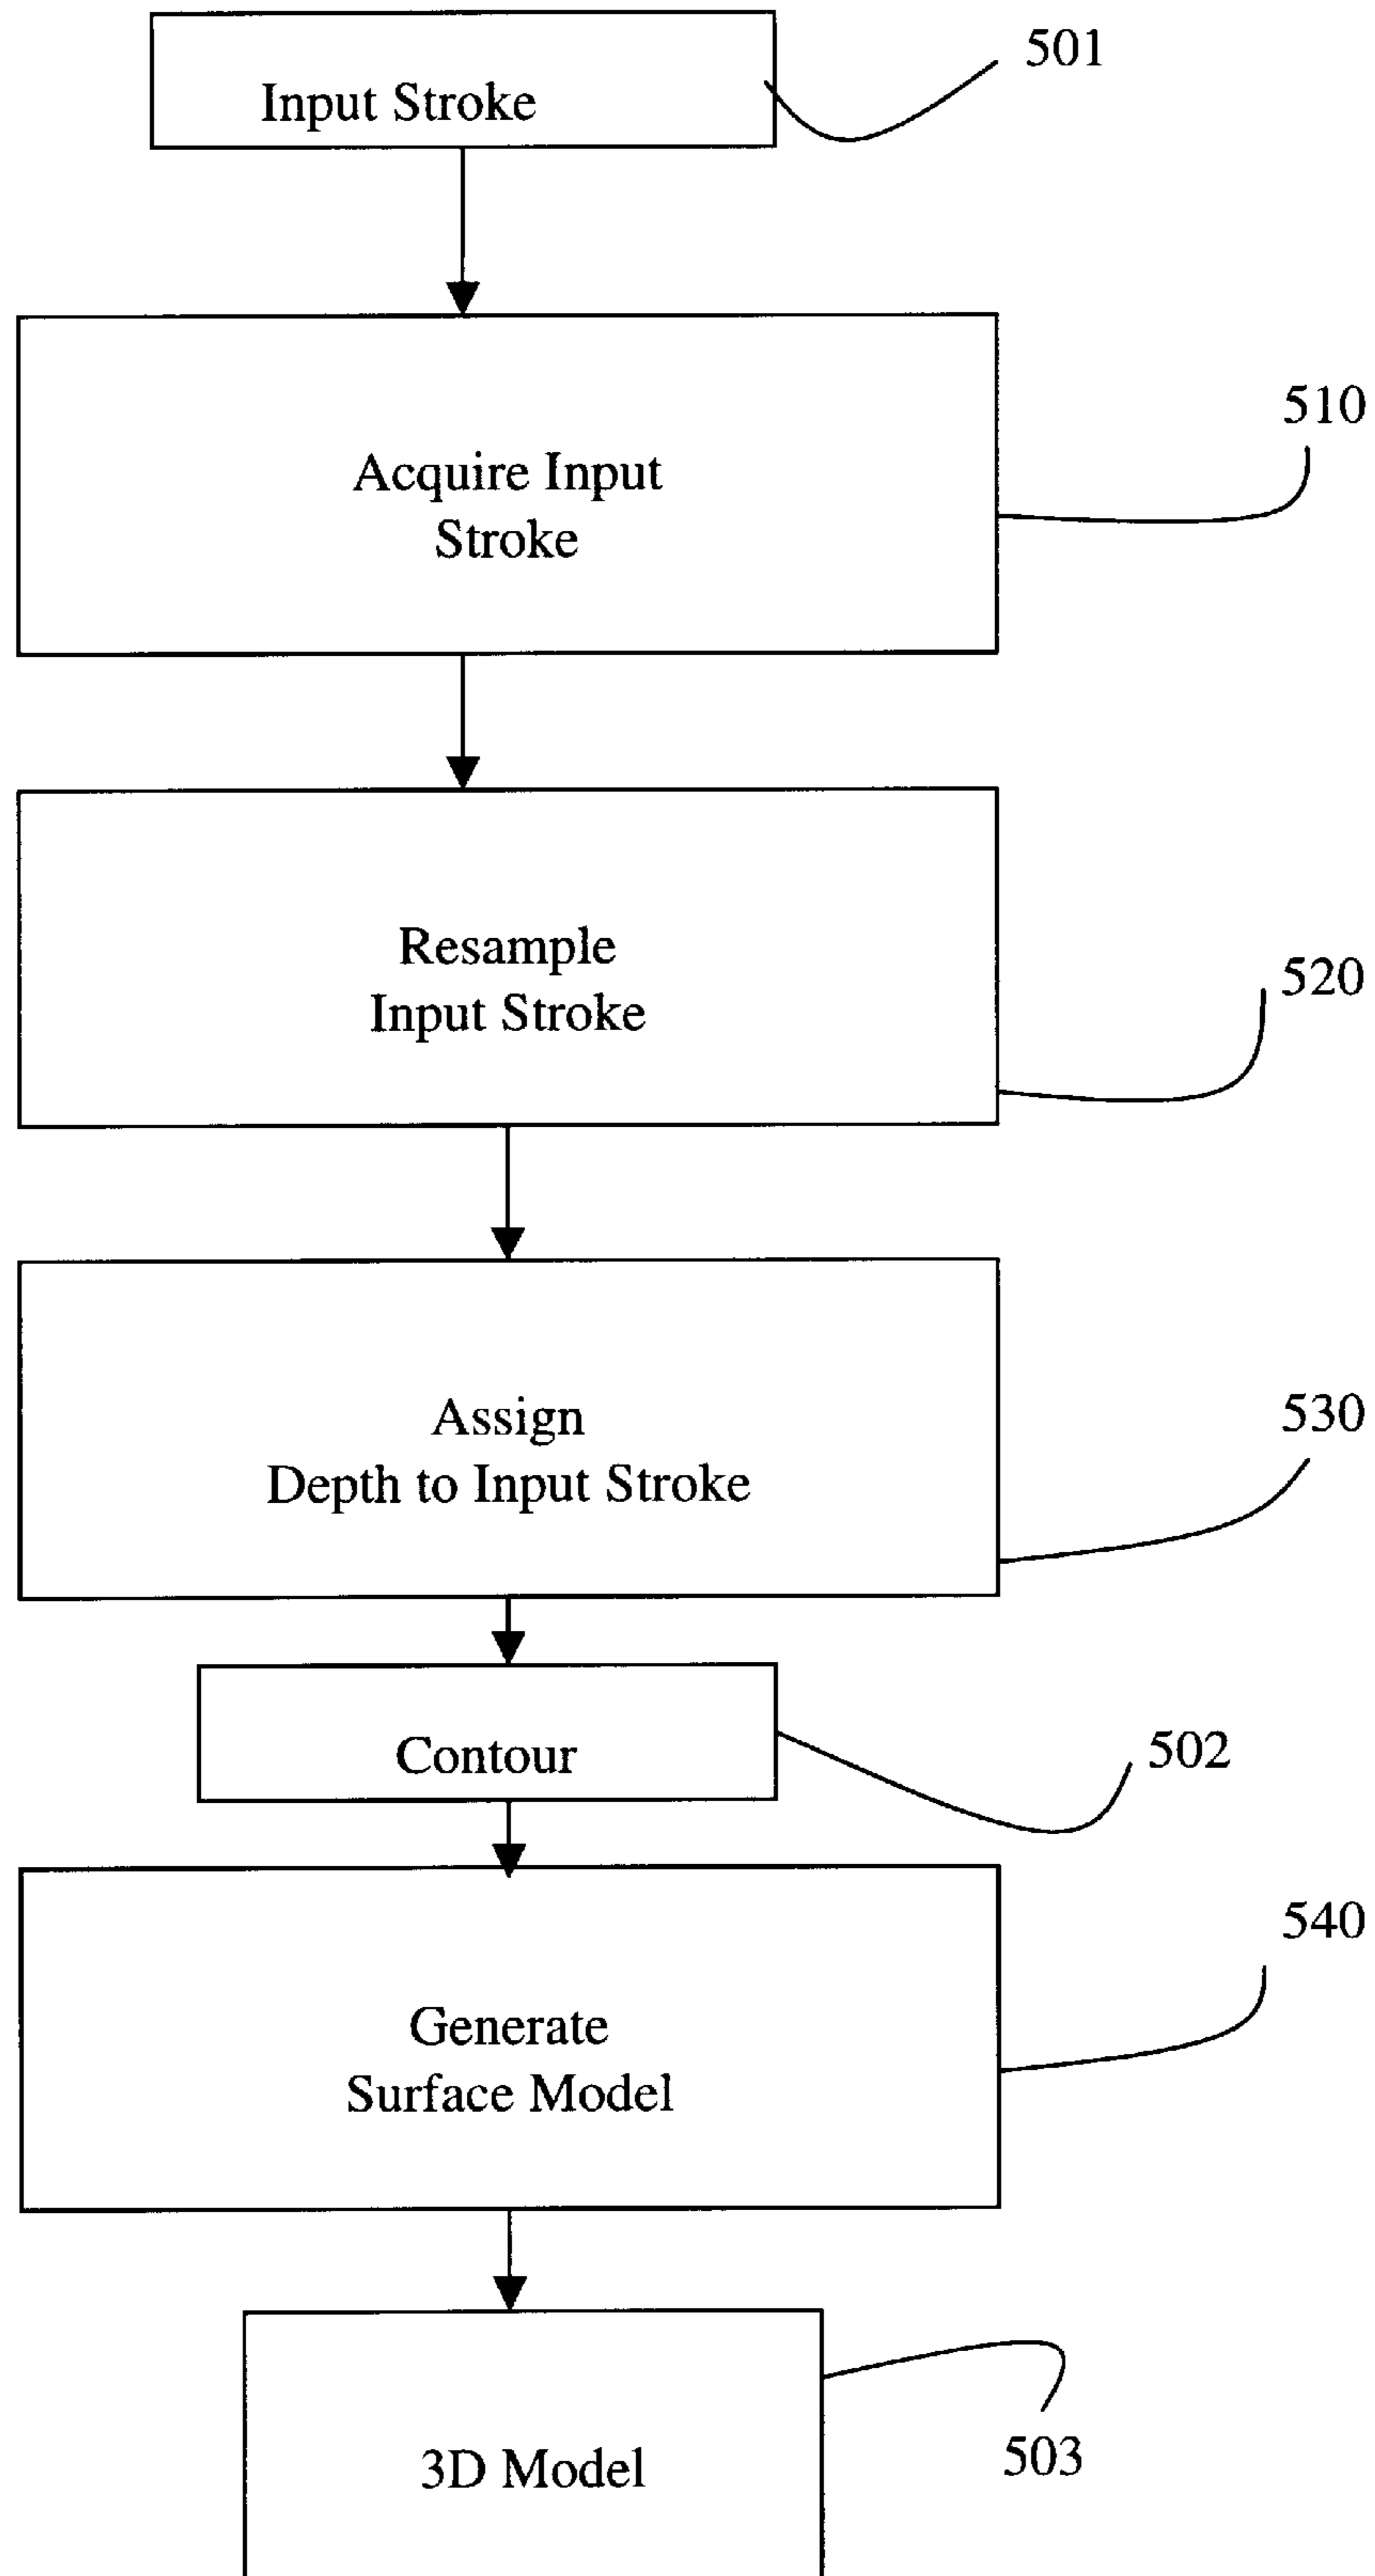 Input Stroke
501
Acquire Input
Stroke
510
Resample
Input Stroke
520
Assign
Depth to Input Stroke
530
Contour
502
Generate
Surface Model
540
3D Model
503